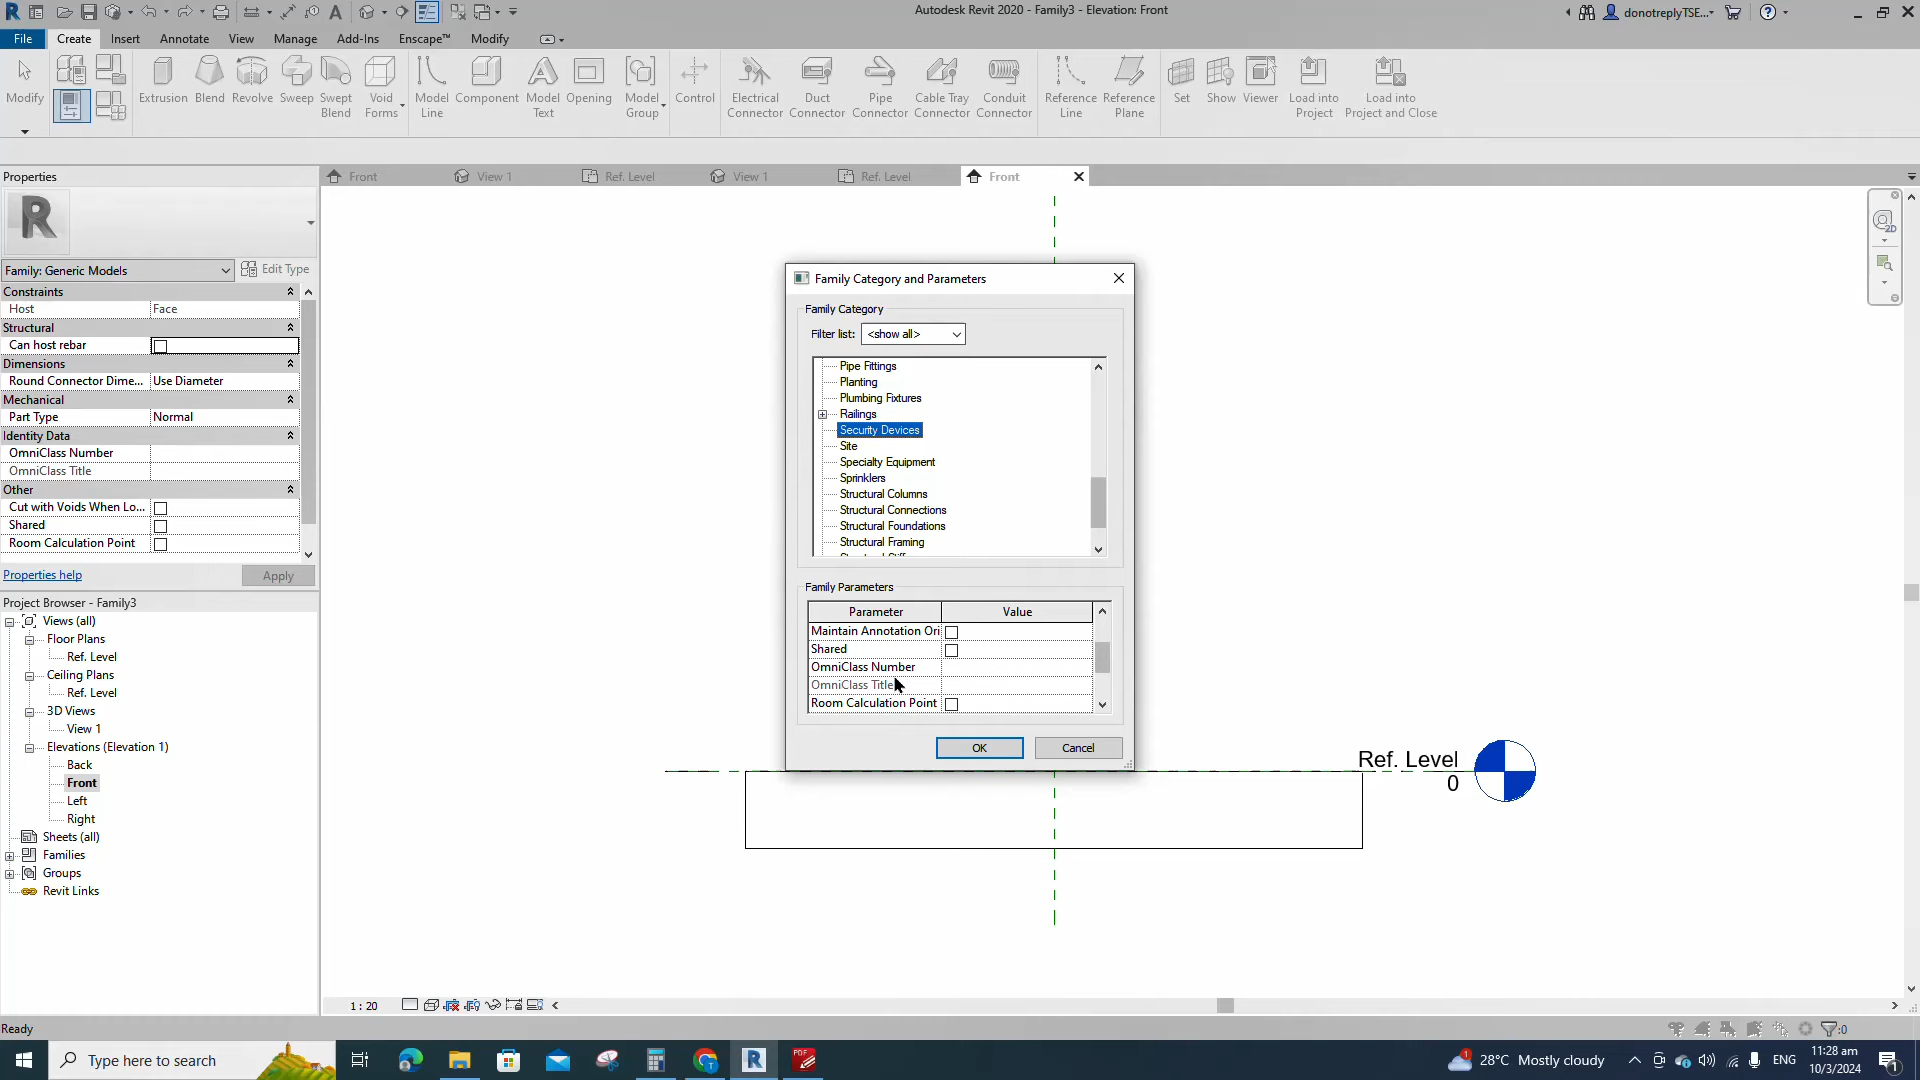 Autodesk Revit 2020 - Family3 - Elevation: Front
donotreplyTSE...
File
Create
Insert
Annotate
View
Manage
Add-Ins
Enscape™
Modify
Modify
Extrusion
Blend
Revolve
Sweep
Swept Blend
Void Forms
Model Line
Component
Model Text
Opening
Model Group
Control
Electrical Connector
Duct Connector
Pipe Connector
Cable Tray Connector
Conduit Connector
Reference Line
Reference Plane
Set
Show
Viewer
Load into Project
Load into Project and Close
Properties
Front
View 1
Ref. Level
View 1
Ref. Level
Front
R
2D
Family: Generic Models
Edit Type
Constraints
Host
Face
Structural
Can host rebar
Dimensions
Round Connector Dime...
Use Diameter
Mechanical
Part Type
Normal
Identity Data
OmniClass Number
OmniClass Title
Other
Cut with Voids When Lo...
Shared
Room Calculation Point
Properties help
Apply
Project Browser - Family3
Views (all)
Floor Plans
Ref. Level
Ceiling Plans
Ref. Level
3D Views
View 1
Elevations (Elevation 1)
Back
Front
Left
Right
Sheets (all)
Families
Groups
Revit Links
Family Category and Parameters
Family Category
Filter list:
<show all>
Pipe Fittings
Planting
Plumbing Fixtures
Railings
Security Devices
Site
Specialty Equipment
Sprinklers
Structural Columns
Structural Connections
Structural Foundations
Structural Framing
Family Parameters
Parameter
Value
Maintain Annotation Ori
Shared
OmniClass Number
OmniClass Title
Room Calculation Point
OK
Cancel
Ref. Level
0
1 : 20
Ready
:0
Type here to search
28°C Mostly cloudy
ENG
11:28 am
10/3/2024